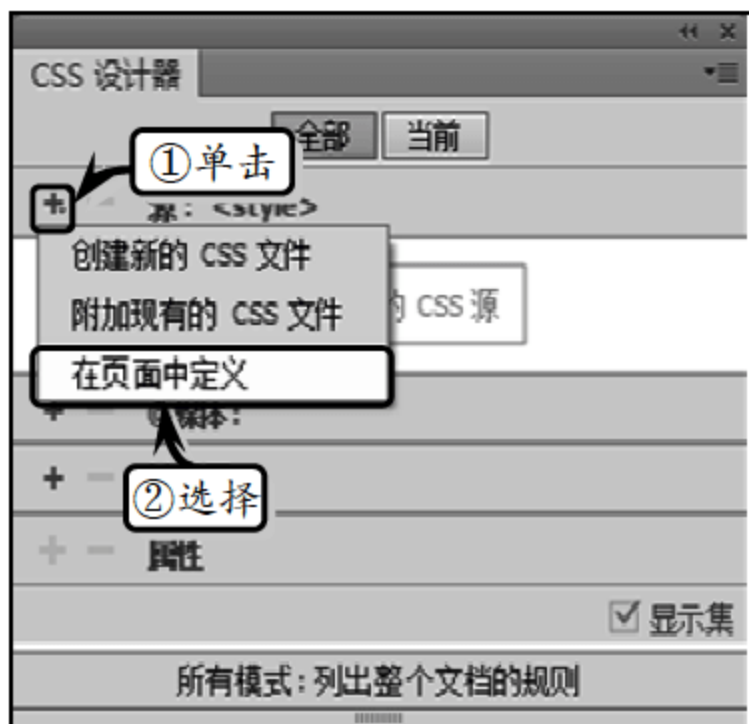 CSS 设计器
全部 当前
①单击
源: <style>
创建新的 CSS 文件
附加现有的 CSS 文件
的 CSS 源
在页面中定义
@媒体:
②选择
属性
显示集
所有模式:列出整个文档的规则